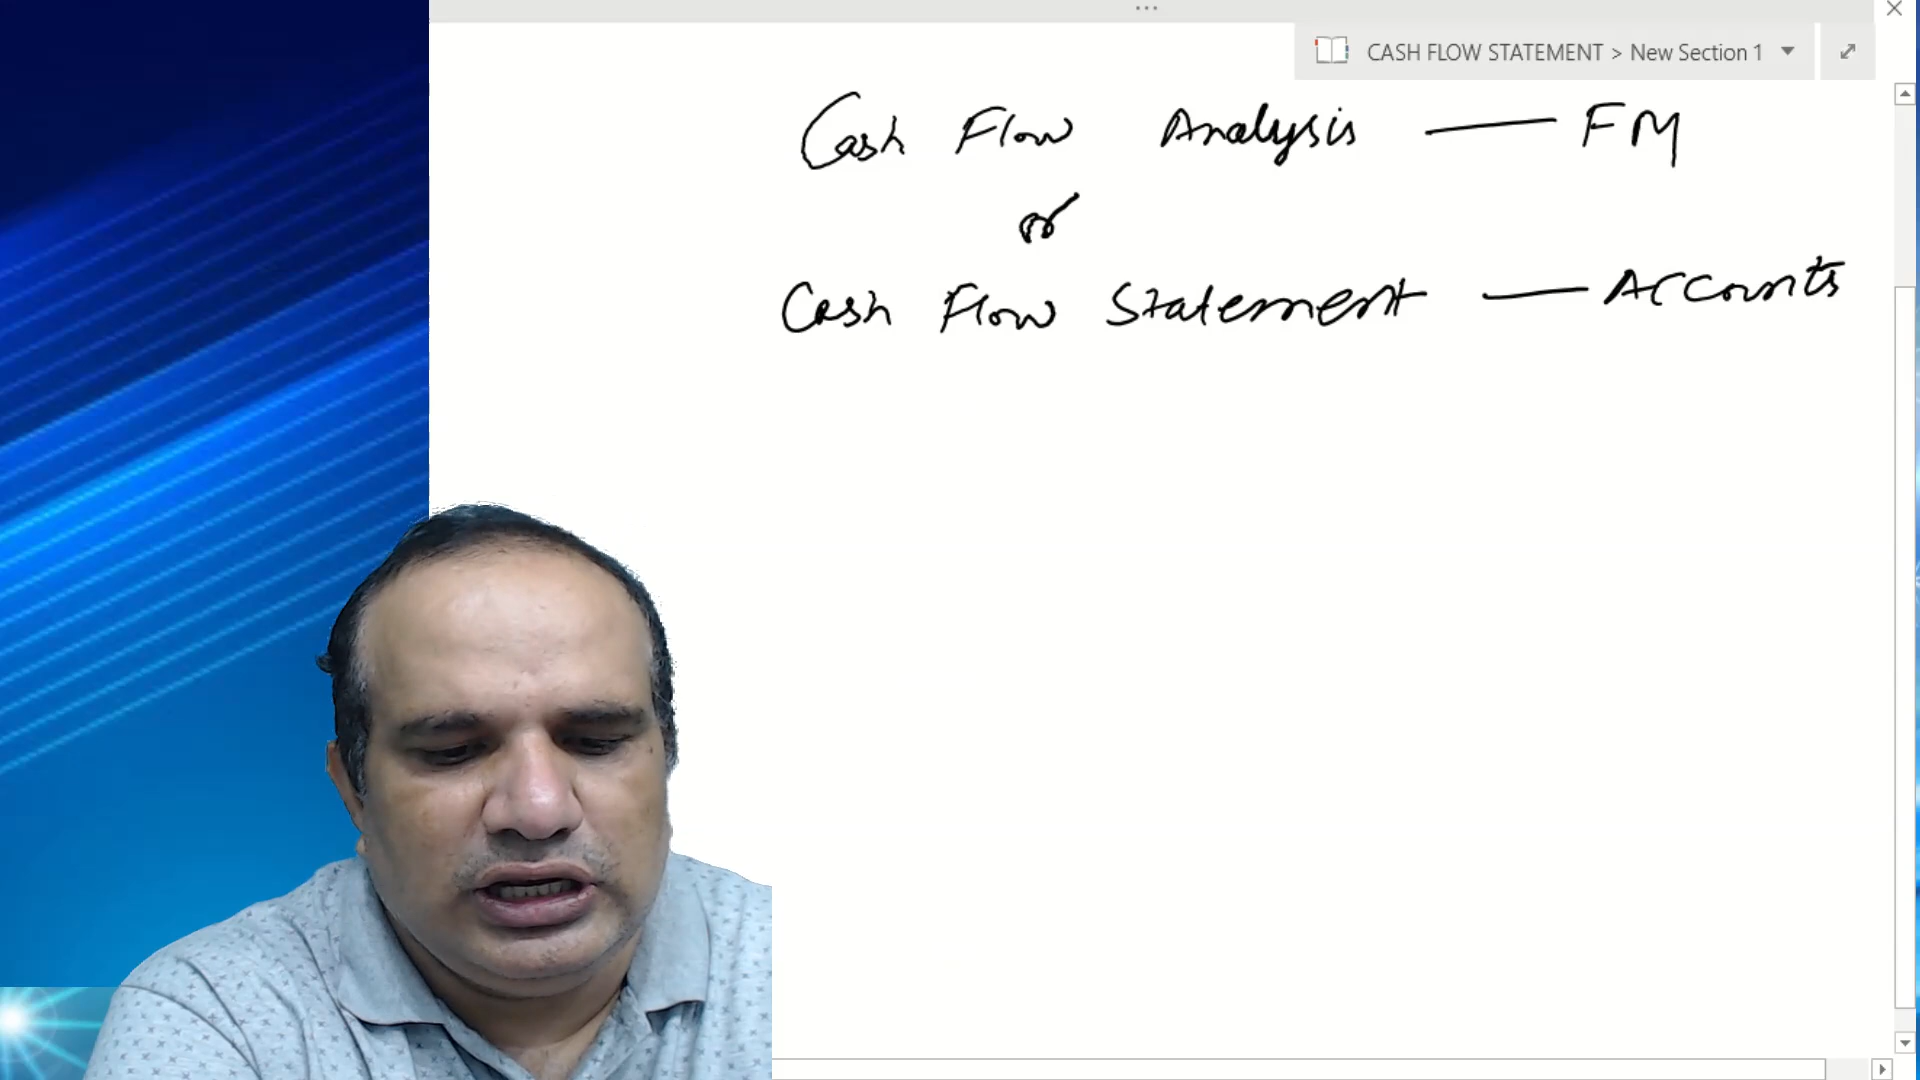 CASH FLOW STATEMENT > New Section 1
Cash Flow Analysis — FM
or
Cash Flow Statement — Accounts